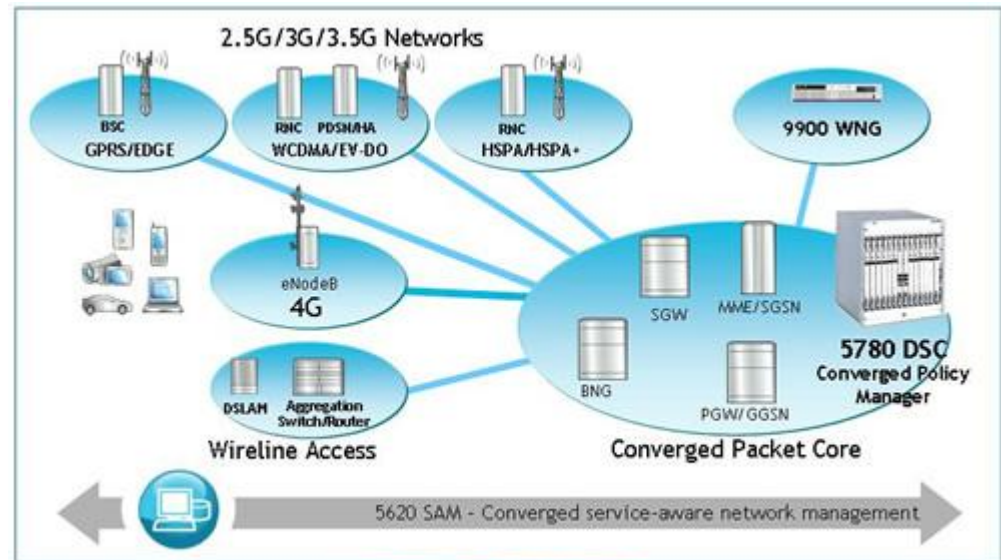 2.5G/3G/3.5G Networks
BSC
GPRS/EDGE
RNC PDSN/HA
WCDMA/EV-DO
RNC
HSPA/HSPA+
9900 WNG
eNodeB
4G
SGW
MME/SGSN
BNG
PGW/GGSN
5780 DSC
Converged Policy
Manager
DSLAM
Aggregation
Switch/Router
Wireline Access
Converged Packet Core
5620 SAM - Converged service-aware network management